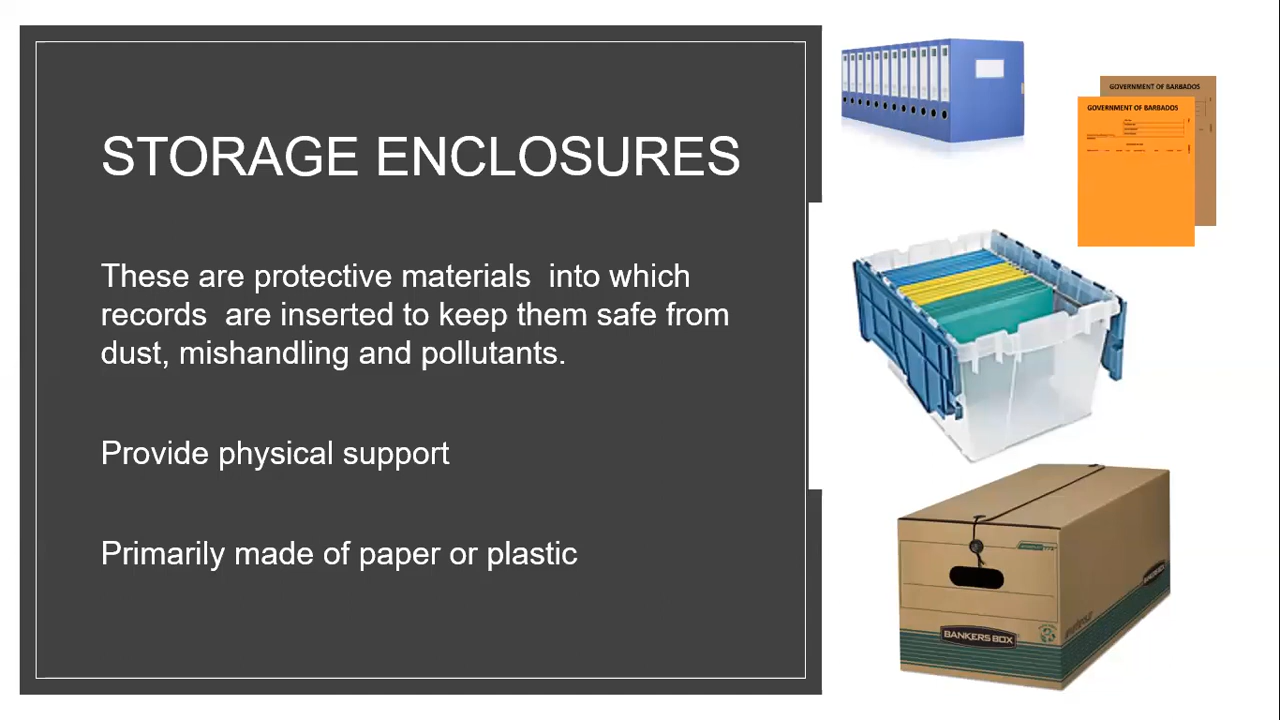 STORAGE ENCLOSURES
These are protective materials  into which
records  are inserted to keep them safe from
dust, mishandling and pollutants.
Provide physical support
Primarily made of paper or plastic
GOVERNMENT OF BARBADOS
GOVERNMENT OF BARBADOS
BANKERS BOX